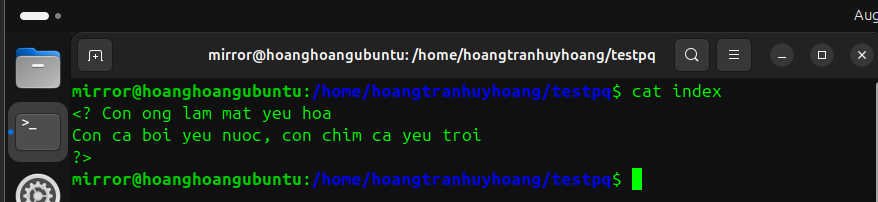 Aug
mirror@hoanghoangubuntu: /home/hoangtranhuyhoang/testpq
mirror@hoanghoangubuntu:/home/hoangtranhuyhoang/testpq$ cat index
<? Con ong lam mat yeu hoa
Con ca boi yeu nuoc, con chim ca yeu troi
?>
mirror@hoanghoangubuntu:/home/hoangtranhuyhoang/testpq$